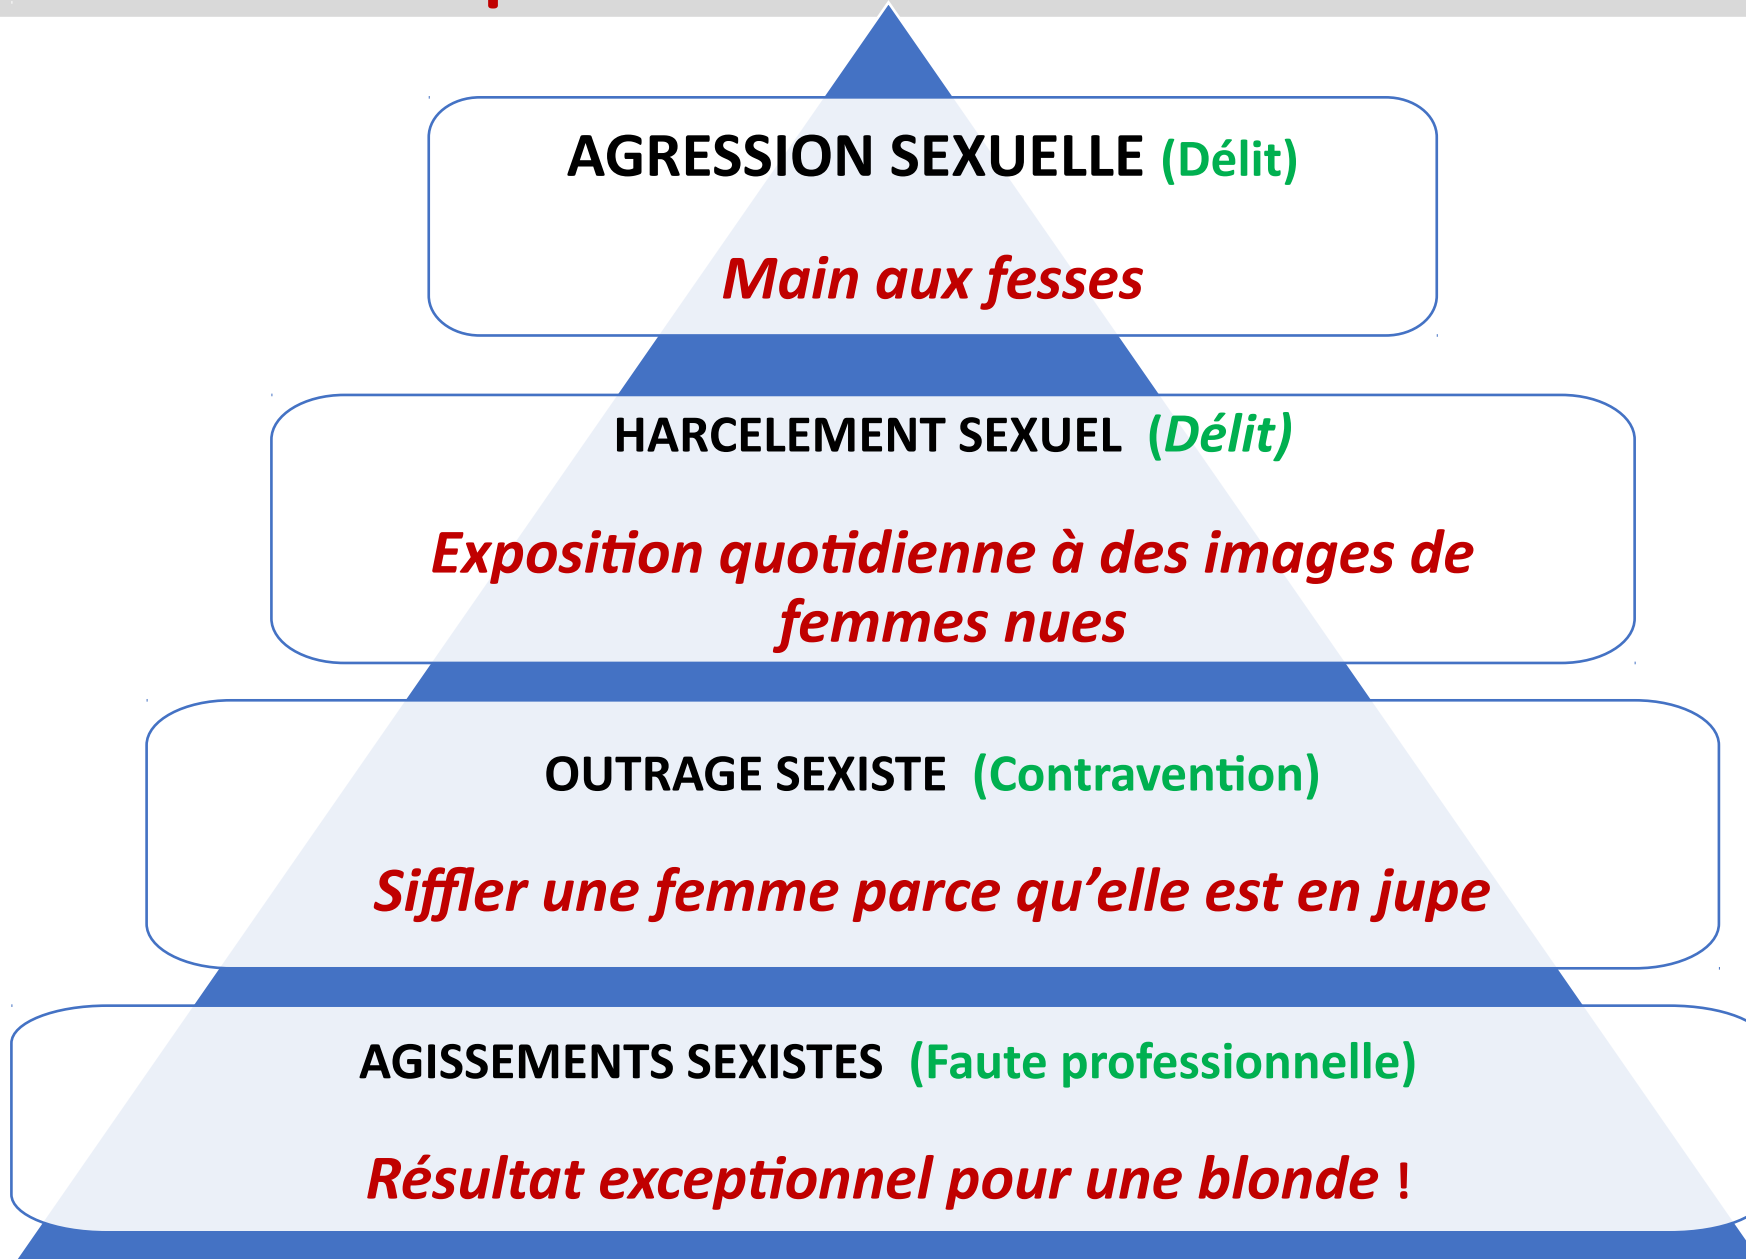 AGRESSION SEXUELLE (Délit)
Main aux fesses
HARCELEMENT SEXUEL (Délit)
Exposition quotidienne à des images de
femmes nues
OUTRAGE SEXISTE (Contravention)
Siffler une femme parce qu’elle est en jupe
AGISSEMENTS SEXISTES (Faute professionnelle)
Résultat exceptionnel pour une blonde !